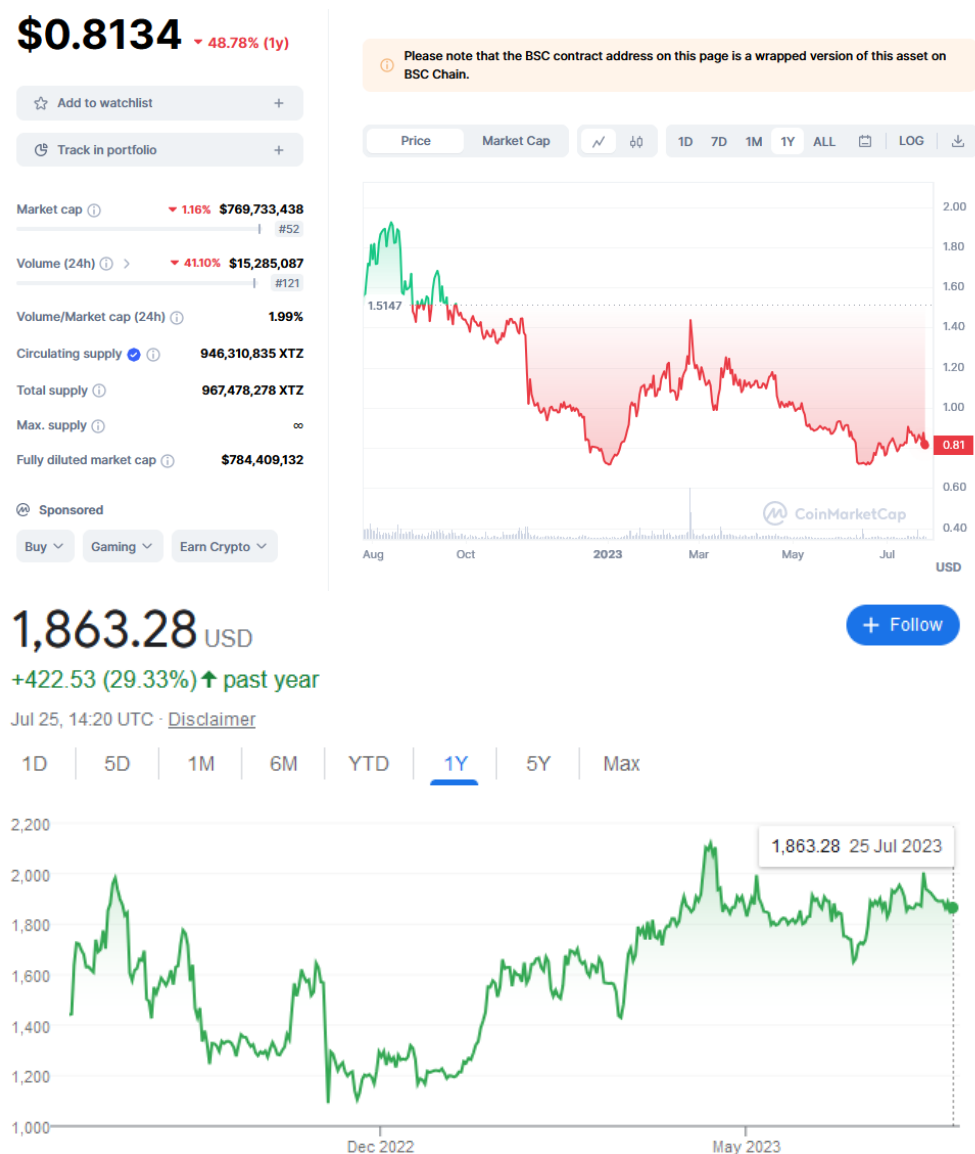 $0.8134 48.78% (1y)
Add to watchlist +
Track in portfolio +
Market cap 1.16% $769,733,438
#52
Volume (24h) 41.10% $15,285,087
#121
Volume/Market cap (24h) 1.99%
Circulating supply 946,310,835 XTZ
Total supply 967,478,278 XTZ
Max. supply ∞
Fully diluted market cap $784,409,132
Sponsored
Buy
Gaming
Earn Crypto
Please note that the BSC contract address on this page is a wrapped version of this asset on
BSC Chain.
Price Market Cap 1D 7D 1M 1Y ALL LOG
2.00
1.80
1.60
1.5147
1.40
1.20
1.00
0.81
0.60
0.40
CoinMarketCap
Aug Oct 2023 Mar May Jul
USD
1,863.28 USD
+ Follow
+422.53 (29.33%) past year
Jul 25, 14:20 UTC · Disclaimer
1D 5D 1M 6M YTD 1Y 5Y Max
1,863.28 25 Jul 2023
2,200
2,000
1,800
1,600
1,400
1,200
1,000
Dec 2022 May 2023